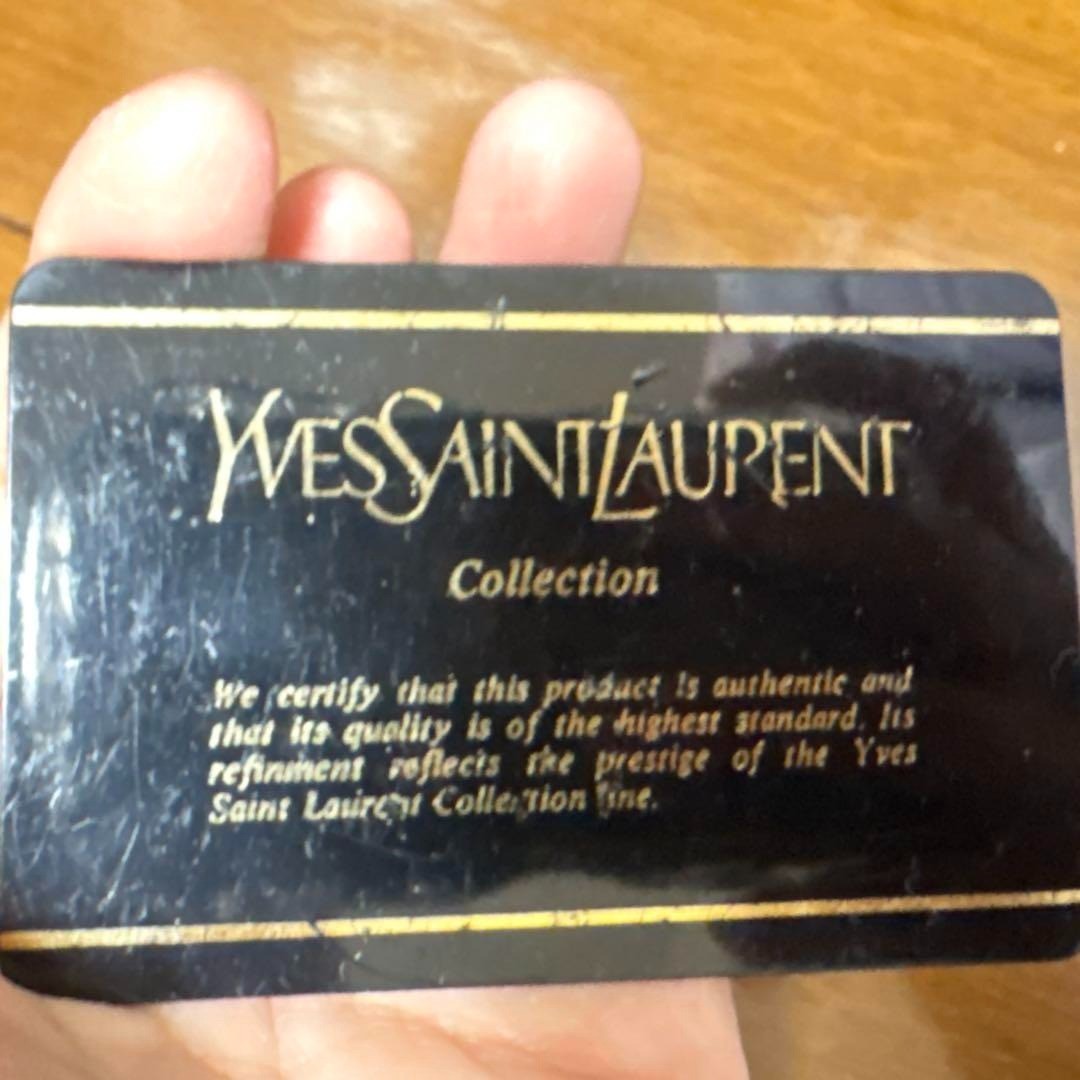 YVESSAINTLAURENT
Collection
We certify that this product is authentic and
that its quality is of the highest standard. Its
refinment reflects the prestige of the Yves
Saint Laurent Collection line.